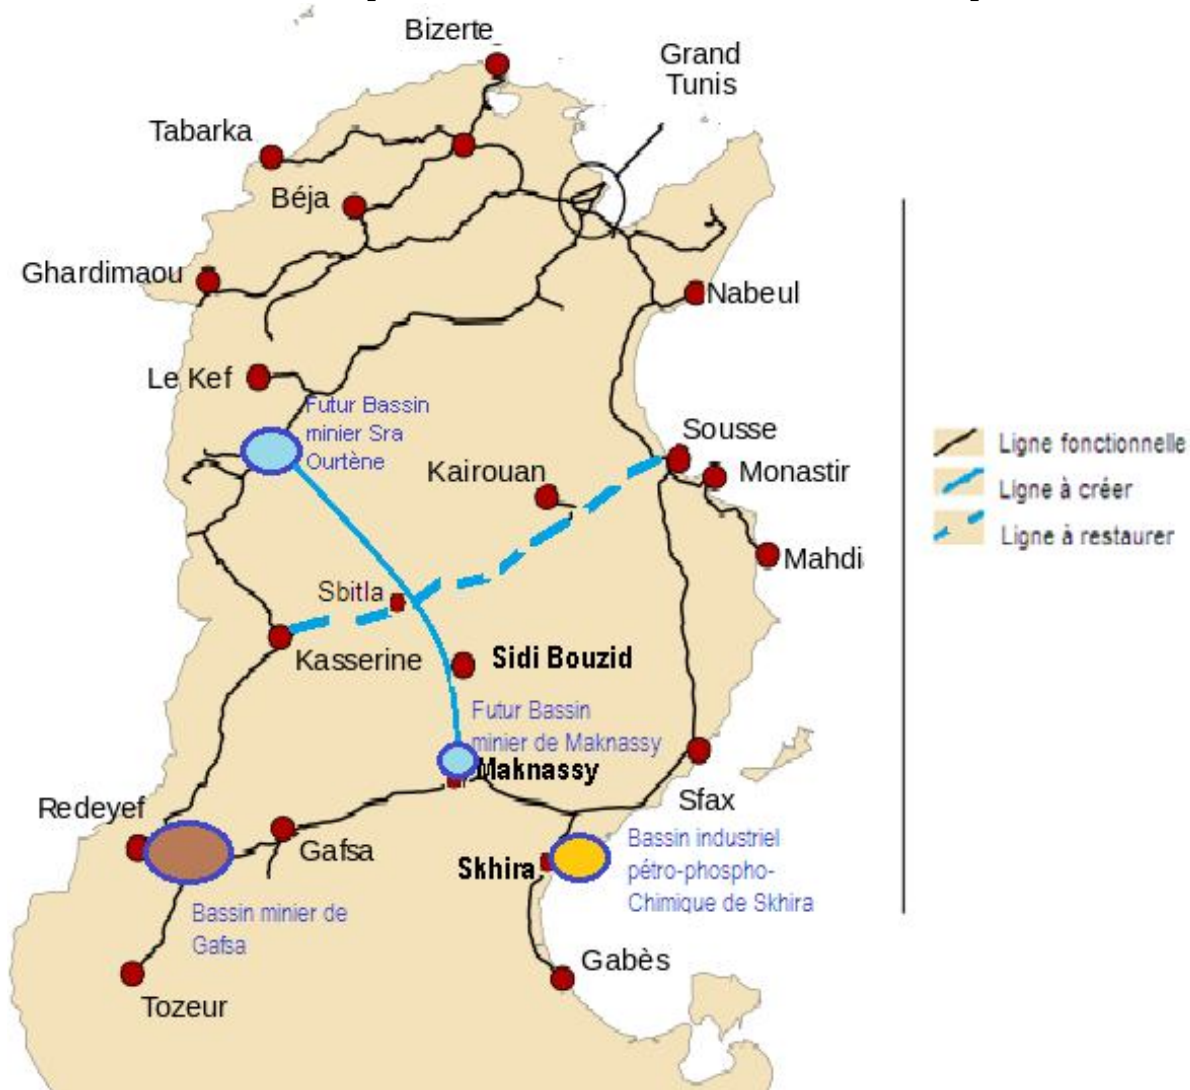 Bizerte
Grand
Tunis
Tabarka
Béja
Ghardimaou
Nabeul
Le Kef
Futur Bassin
minier Sra
Ourtène
Sousse
Kairouan
Monastir
Ligne fonctionnelle
Ligne à créer
Ligne à restaurer
Mahdi
Sbitla
Kasserine
Sidi Bouzid
Futur Bassin
minier de Maknassy
Maknassy
Redeyef
Sfax
Gafsa
Bassin industriel
pétro-phospho-
Chimique de Skhira
Skhira
Bassin minier de
Gafsa
Gabès
Tozeur